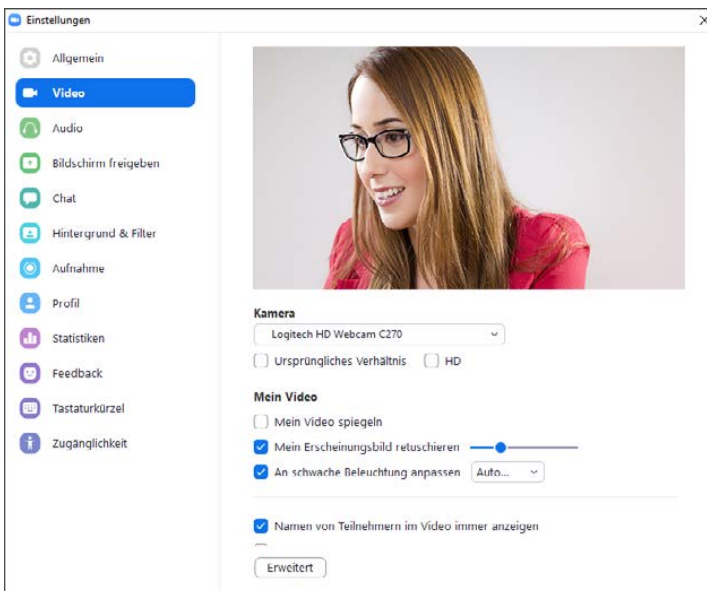 Einstellungen
Allgemein
Video
Audio
Bildschirm freigeben
Chat
Hintergrund & Filter
Aufnahme
Profil
Statistiken
Feedback
Tastaturkürzel
Zugänglichkeit
Kamera
Logitech HD Webcam C270
Ursprüngliches Verhältnis HD
Mein Video
Mein Video spiegeln
Mein Erscheinungsbild retuschieren
An schwache Beleuchtung anpassen Auto...
Namen von Teilnehmern im Video immer anzeigen
Erweitert